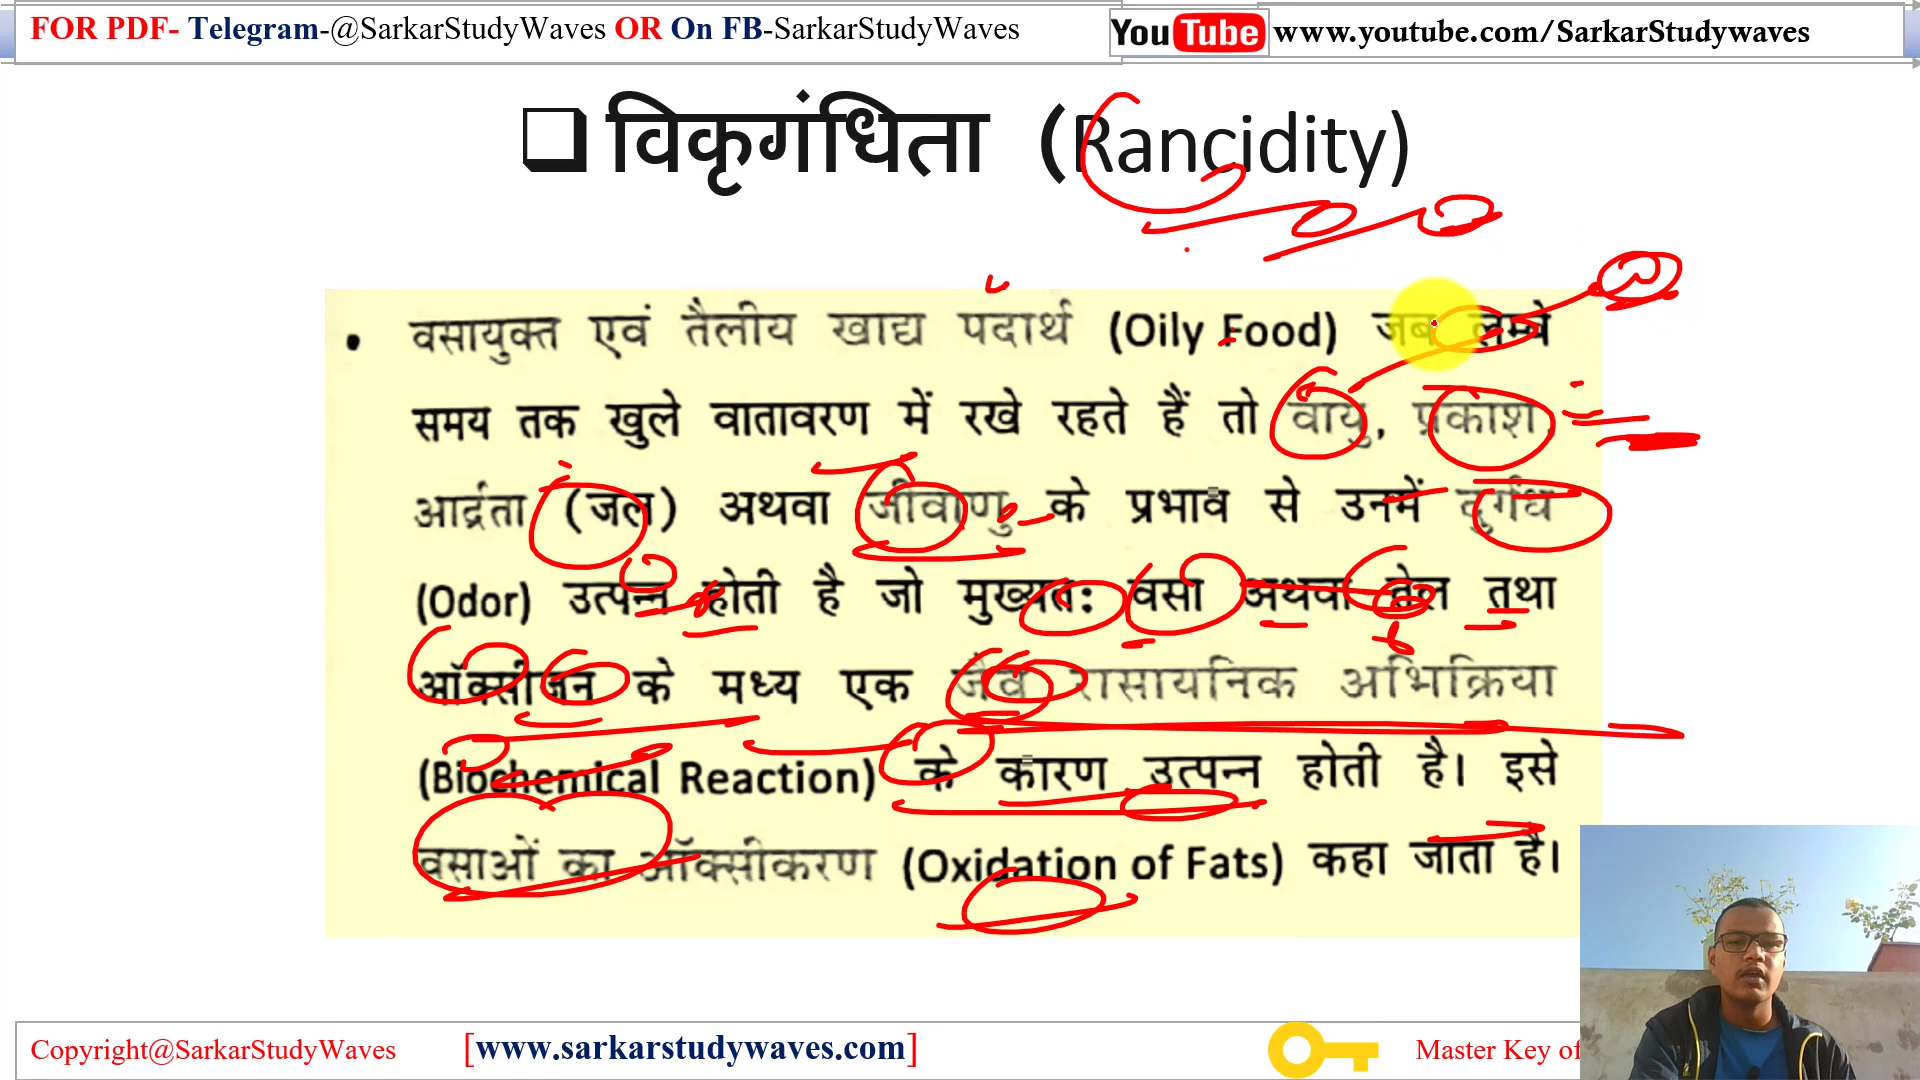 FOR PDF- Telegram-@SarkarStudyWaves OR On FB-SarkarStudyWaves
YouTube www.youtube.com/SarkarStudywaves
विकृगंधिता (Rancidity)
• वसायुक्त एवं तैलीय खाद्य पदार्थ (Oily Food) जब लम्बे
समय तक खुले वातावरण में रखे रहते हैं तो वायु, प्रकाश,
आर्द्रता (जल) अथवा जीवाणु के प्रभाव से उनमें दुर्गंध
(Odor) उत्पन्न होती है जो मुख्यतः वसा अथवा तेल तथा
ऑक्सीजन के मध्य एक जैव रासायनिक अभिक्रिया
(Biochemical Reaction) के कारण उत्पन्न होती है। इसे
वसाओं का ऑक्सीकरण (Oxidation of Fats) कहा जाता है।
Copyright@SarkarStudyWaves
[www.sarkarstudywaves.com]
Master Key of